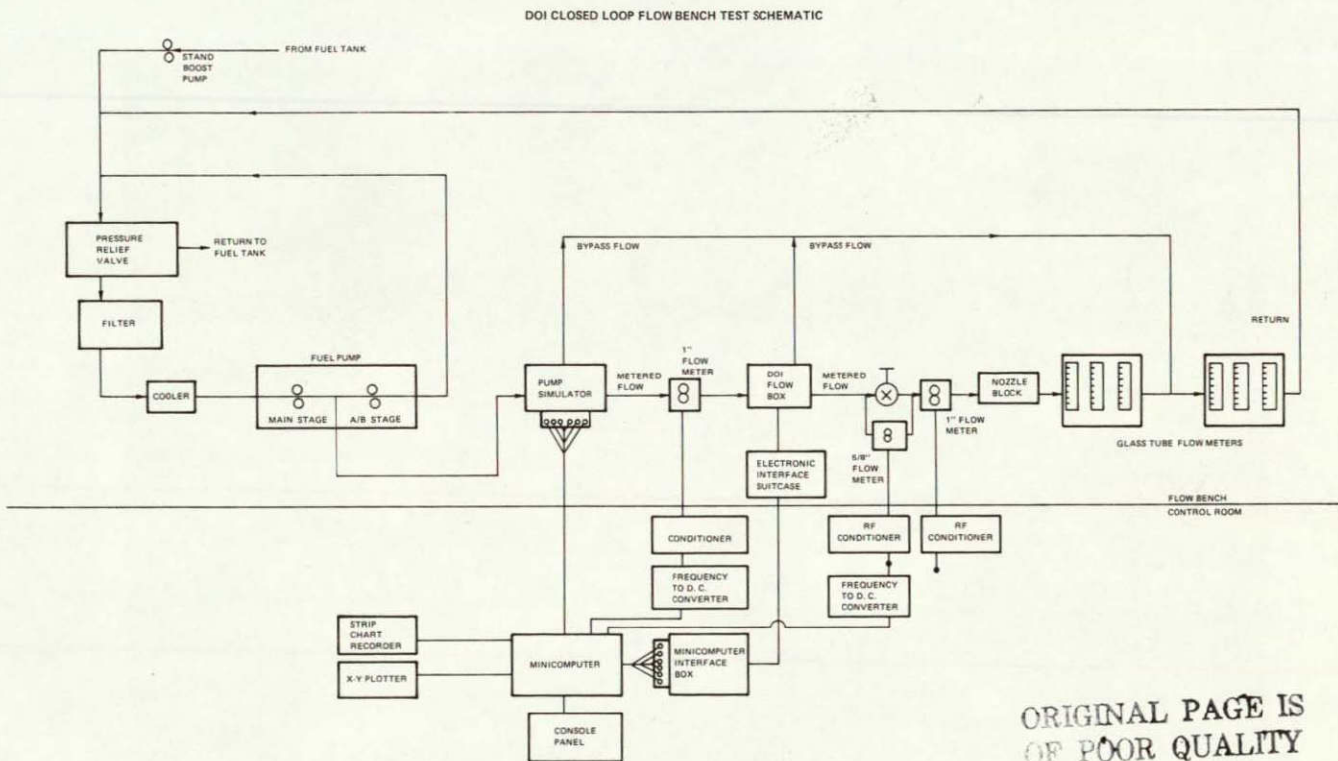 DOI CLOSED LOOP FLOW BENCH TEST SCHEMATIC
FROM FUEL TANK
STAND
BOOST
PUMP
PRESSURE
RELIEF
VALVE
RETURN TO
FUEL TANK
BYPASS FLOW
BYPASS FLOW
FILTER
RETURN
FUEL PUMP
COOLER
MAIN STAGE
A/B STAGE
PUMP
SIMULATOR
METERED
FLOW
1"
FLOW
METER
DOI
FLOW
BOX
METERED
FLOW
1" FLOW
METER
NOZZLE
BLOCK
GLASS TUBE FLOW METERS
5/8"
FLOW
METER
ELECTRONIC
INTERFACE
SUITCASE
FLOW BENCH
CONTROL ROOM
CONDITIONER
RF
CONDITIONER
RF
CONDITIONER
FREQUENCY
TO D. C.
CONVERTER
FREQUENCY
TO D. C.
CONVERTER
STRIP
CHART
RECORDER
X-Y PLOTTER
MINICOMPUTER
MINICOMPUTER
INTERFACE
BOX
CONSOLE
PANEL
ORIGINAL PAGE IS
OF POOR QUALITY